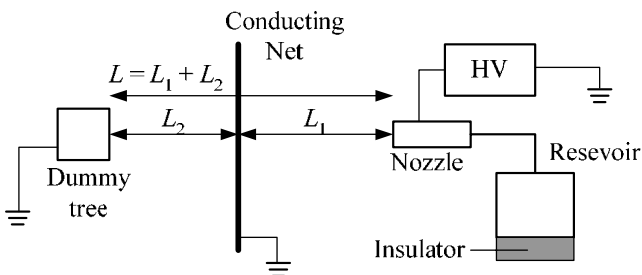 Conducting
Net
HV
L = L₁ + L₂
L₂
L₁
Nozzle
Resevoir
Dummy
tree
Insulator